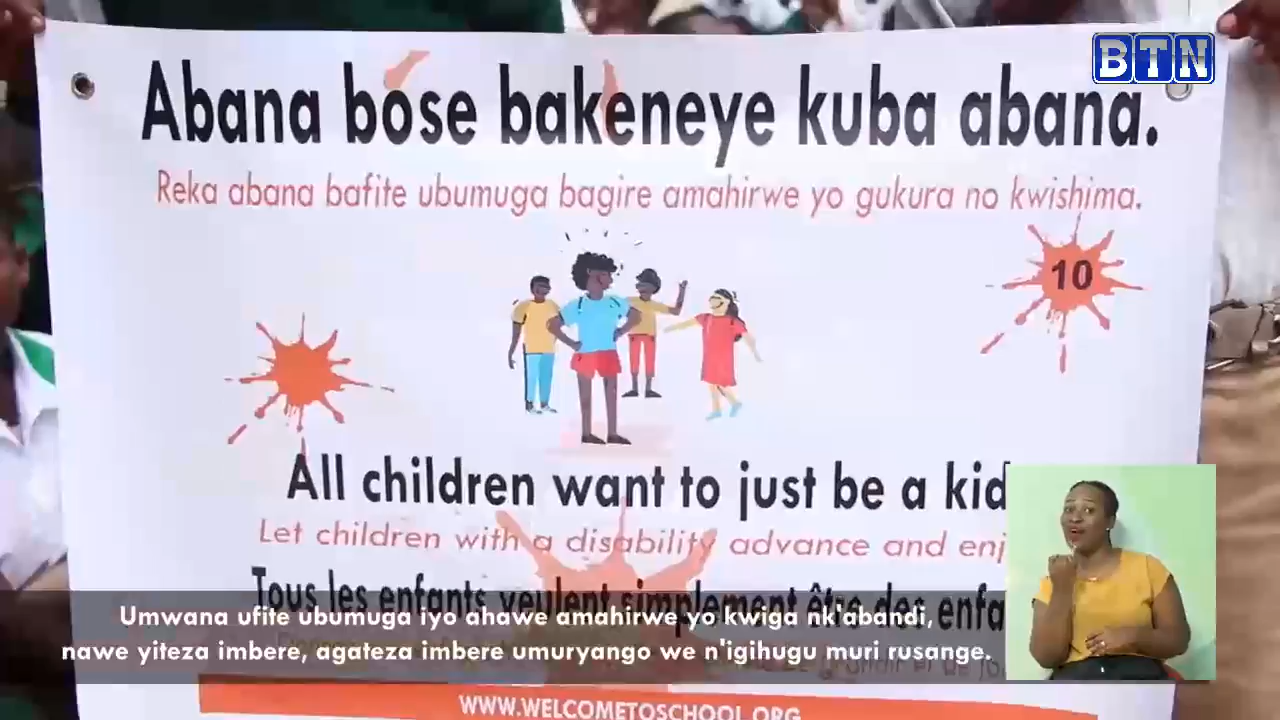 BTN
Abana bose bakeneye kuba abana.
Reka abana bafite ubumuga bagire amahirwe yo gukura no kwishima.
10
All children want to just be a kid
Let children with a disability advance and enj
Tous les enfants veulent simplement être des enfa
Umwana ufite ubumuga iyo ahawe amahirwe yo kwiga nk'abandi,
nawe yiteza imbere, agateza imbere umuryango we n'igihugu muri rusange.
WWW.WELCOMETOSCHOOL.ORG